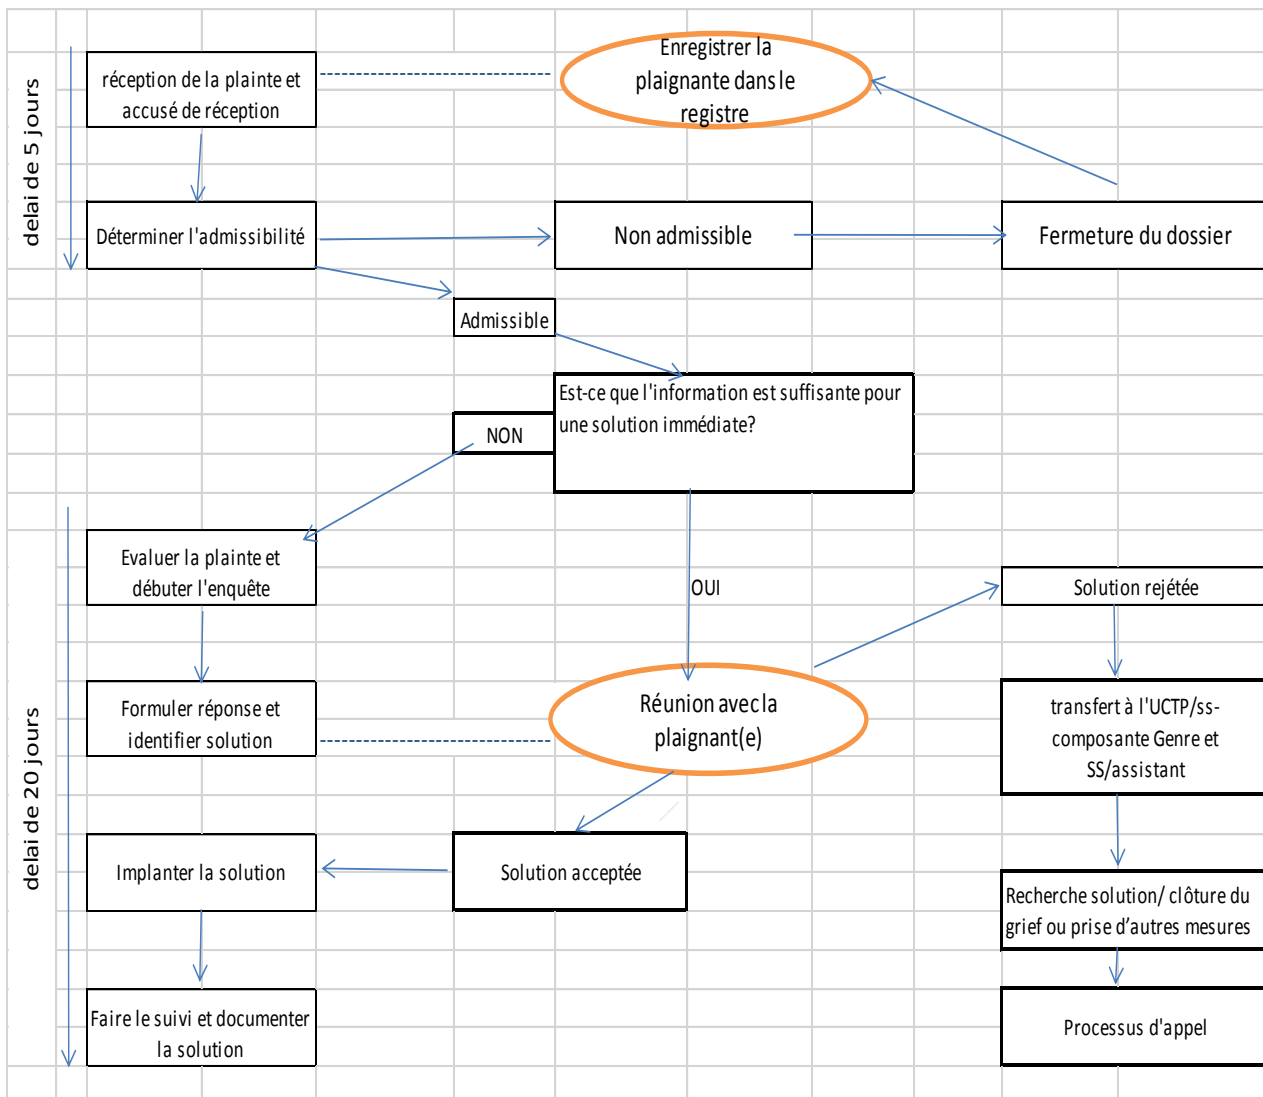 delai de 5 jours
réception de la plainte et
accusé de réception
Enregistrer la
plaignante dans le
registre
Déterminer l'admissibilité
Non admissible
Fermeture du dossier
Admissible
Est-ce que l'information est suffisante pour
une solution immédiate?
NON
delai de 20 jours
Evaluer la plainte et
débuter l'enquête
OUI
Solution rejétée
Formuler réponse et
identifier solution
Réunion avec la
plaignant(e)
transfert à l'UCTP/ss-
composante Genre et
SS/assistant
Implanter la solution
Solution acceptée
Recherche solution/ clôture du
grief ou prise d’autres mesures
Faire le suivi et documenter
la solution
Processus d'appel